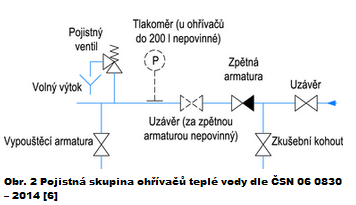 Tlakoměr (u ohřívačů
do 200 l nepovinné)
Pojistný
ventil
P
Zpětná
armatura
Uzávěr
Volný výtok
Uzávěr (za zpětnou
armaturou nepovinný)
Vypouštěcí armatura
Zkušební kohout
Obr. 2 Pojistná skupina ohřívačů teplé vody dle ČSN 06 0830
– 2014 [6]